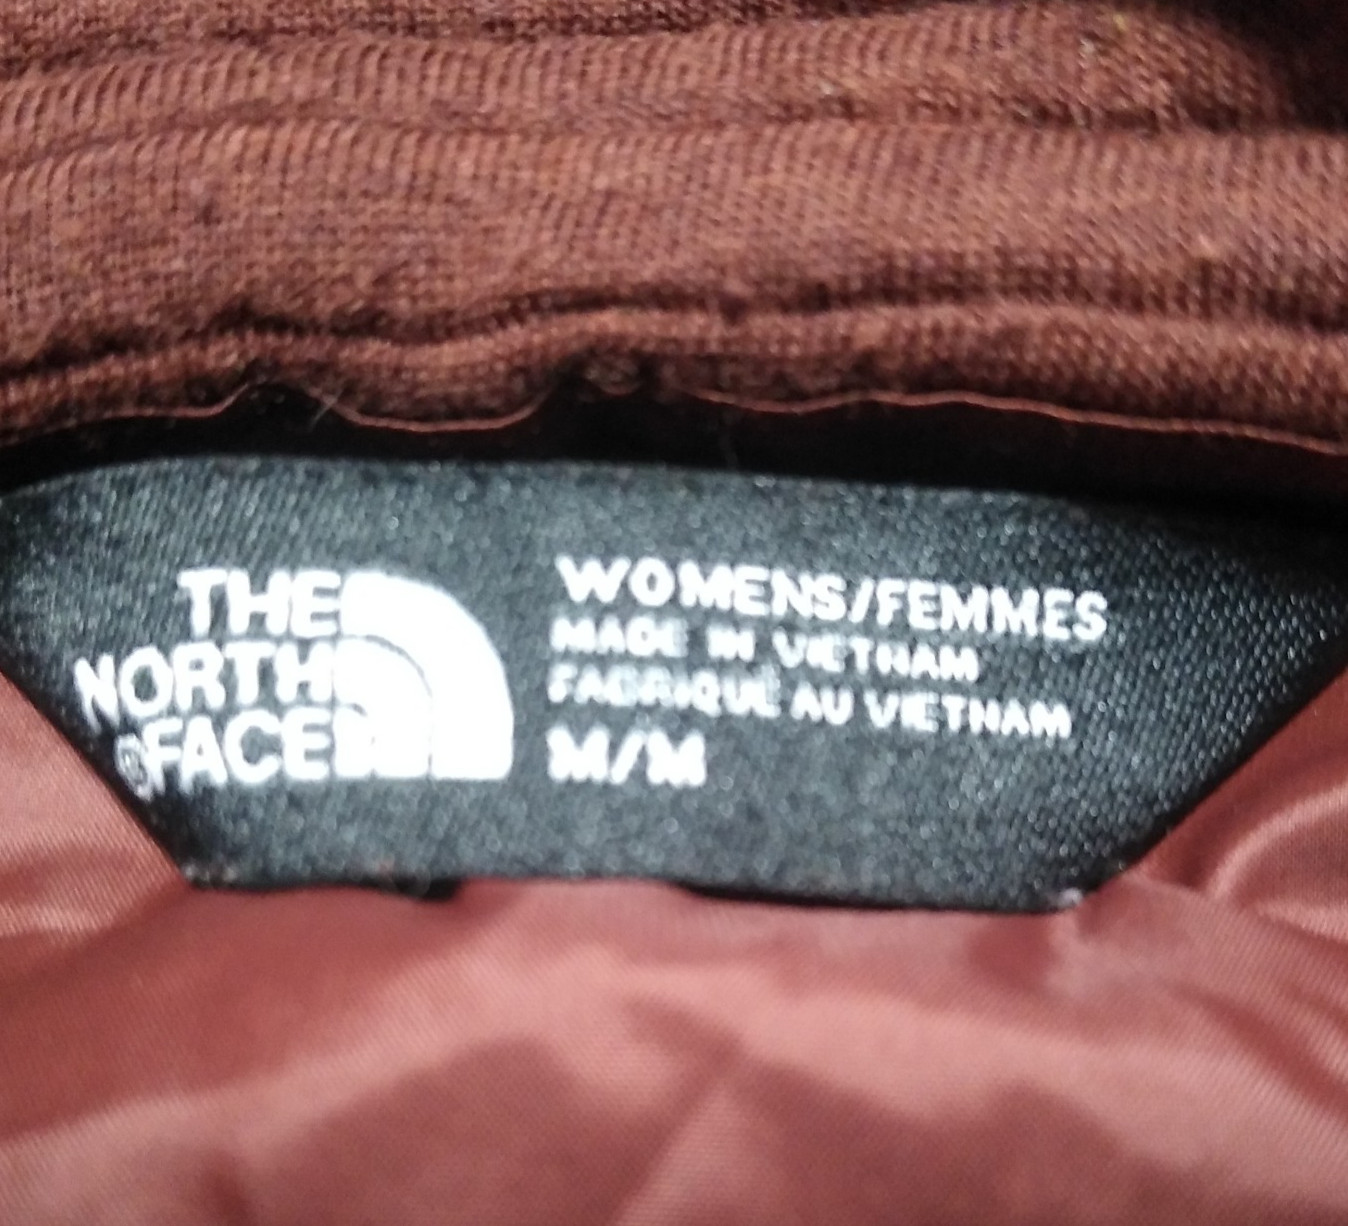 THE
NORTH
®FACE
WOMENS/FEMMES
MADE IN VIETNAM
FABRIQUÉ AU VIETNAM
M/M